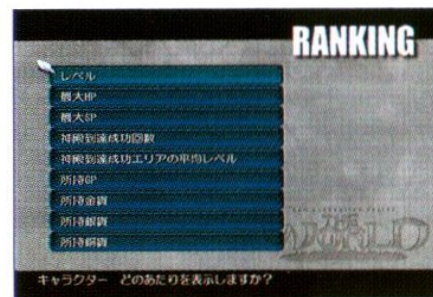 RANKING
レベル
最大HP
最大SP
神殿到達成功回数
神殿到達成功エリアの平均レベル
所持GP
所持金貨
所持銀貨
所持銅貨
THE WORLD
キャラクター どのあたりを表示しますか?